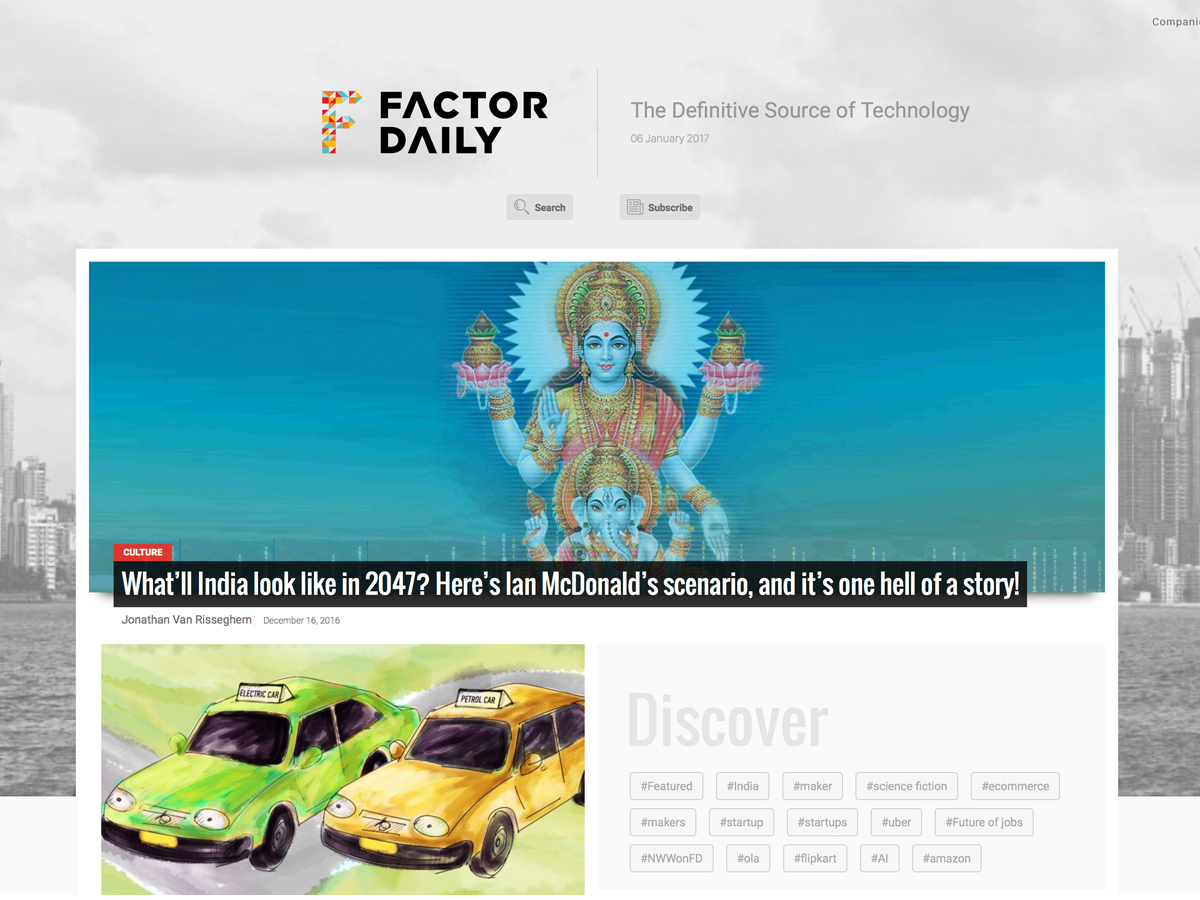 Companie
FACTOR
DAILY
The Definitive Source of Technology
06 January 2017
Search
Subscribe
CULTURE
What'll India look like in 2047? Here's Ian McDonald's scenario, and it's one hell of a story!
Jonathan Van Risseghem December 16, 2016
ELECTRIC CAR
PETROL CAR
Discover
#Featured #India #maker #science fiction #ecommerce
#makers #startup #startups #uber #Future of jobs
#NWWonFD #ola #flipkart #AI #amazon